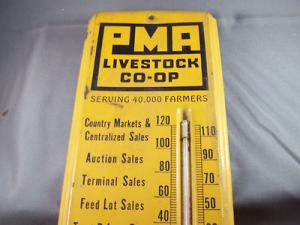 PMA
LIVESTOCK
CO-OP
SERVING 40,000 FARMERS
Country Markets & 120
Centralized Sales 110
100
Auction Sales 90
80
Terminal Sales 70
60
Feed Lot Sales 50
40